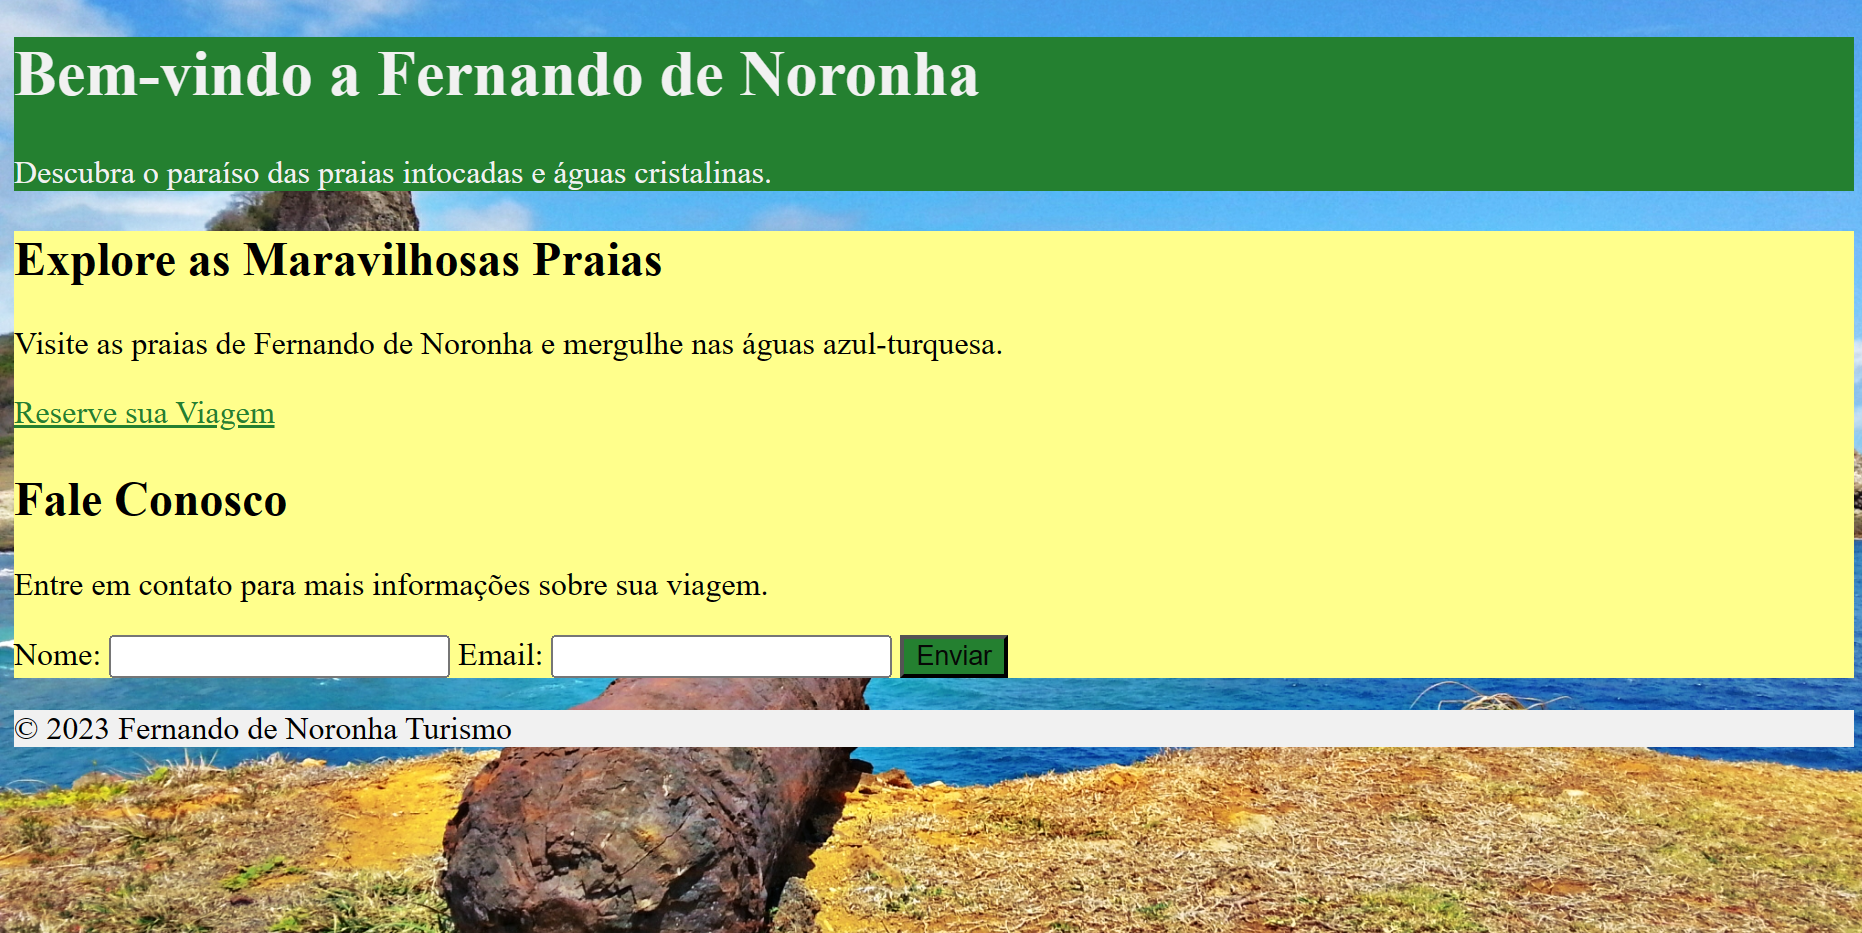 Bem-vindo a Fernando de Noronha
Descubra o paraíso das praias intocadas e águas cristalinas.
Explore as Maravilhosas Praias
Visite as praias de Fernando de Noronha e mergulhe nas águas azul-turquesa.
Reserve sua Viagem
Fale Conosco
Entre em contato para mais informações sobre sua viagem.
Nome: Email: Enviar
© 2023 Fernando de Noronha Turismo